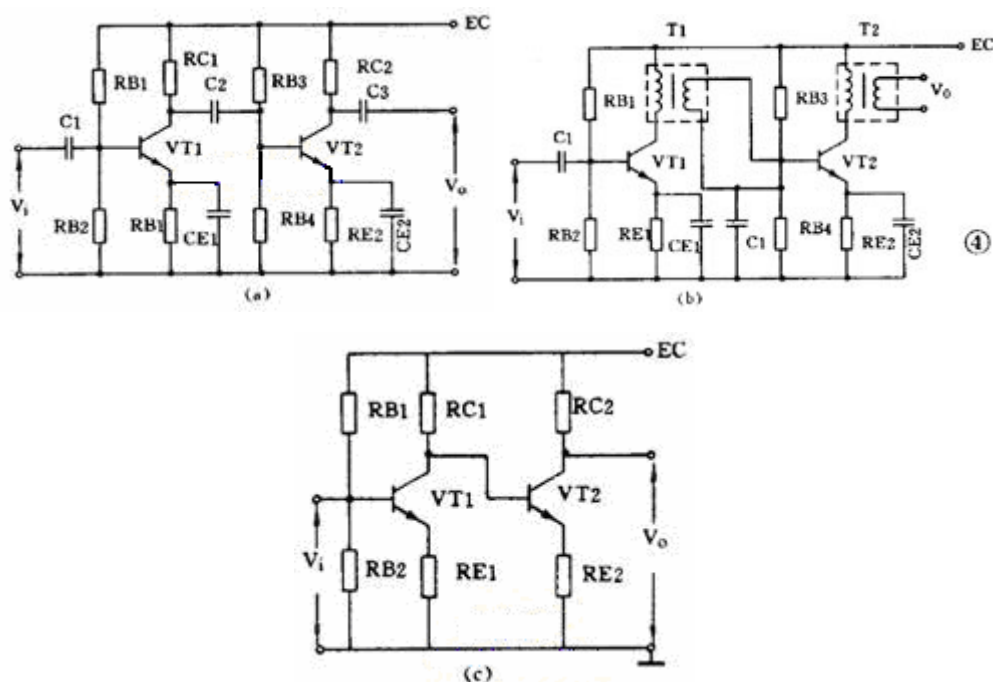 EC
RC1
RC2
RB1
C2
RB3
C3
C1
VT1
VT2
Vi
Vo
RB2
RB1
CE1
RB4
RE2
CE2
(a)
T1
T2
EC
RB1
RB3
Vo
C1
VT1
VT2
Vi
RB2
RE1
CE1
C1
RB4
RE2
CE2
④
(b)
EC
RB1
RC1
RC2
VT1
VT2
Vi
Vo
RB2
RE1
RE2
(c)